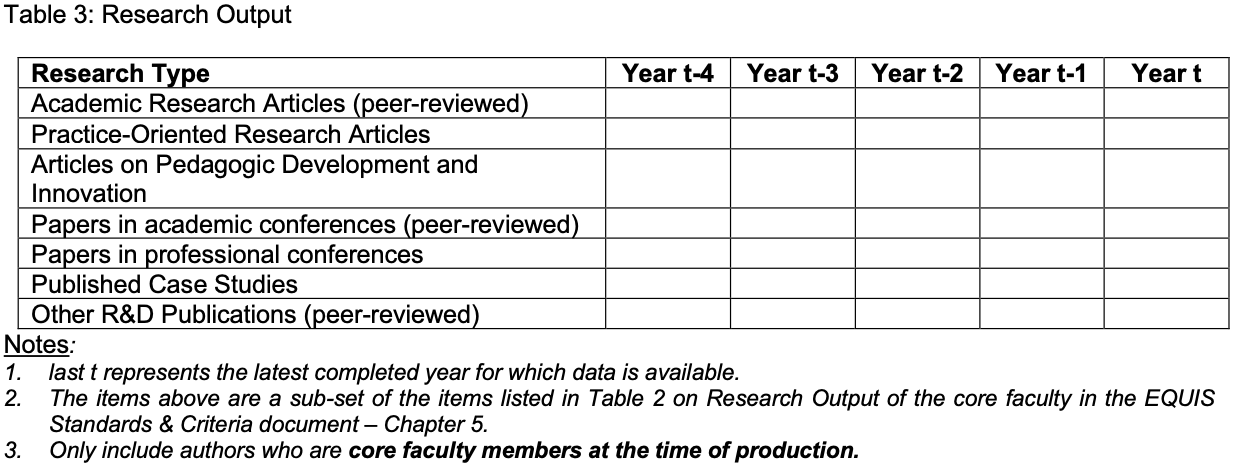 Table 3: Research Output
Research Type Year t-4 Year t-3 Year t-2 Year t-1 Year t
Academic Research Articles (peer-reviewed)
Practice-Oriented Research Articles
Articles on Pedagogic Development and
Innovation
Papers in academic conferences (peer-reviewed)
Papers in professional conferences
Published Case Studies
Other R&D Publications (peer-reviewed)
Notes:
1. last t represents the latest completed year for which data is available.
2. The items above are a sub-set of the items listed in Table 2 on Research Output of the core faculty in the EQUIS
Standards & Criteria document – Chapter 5.
3. Only include authors who are core faculty members at the time of production.